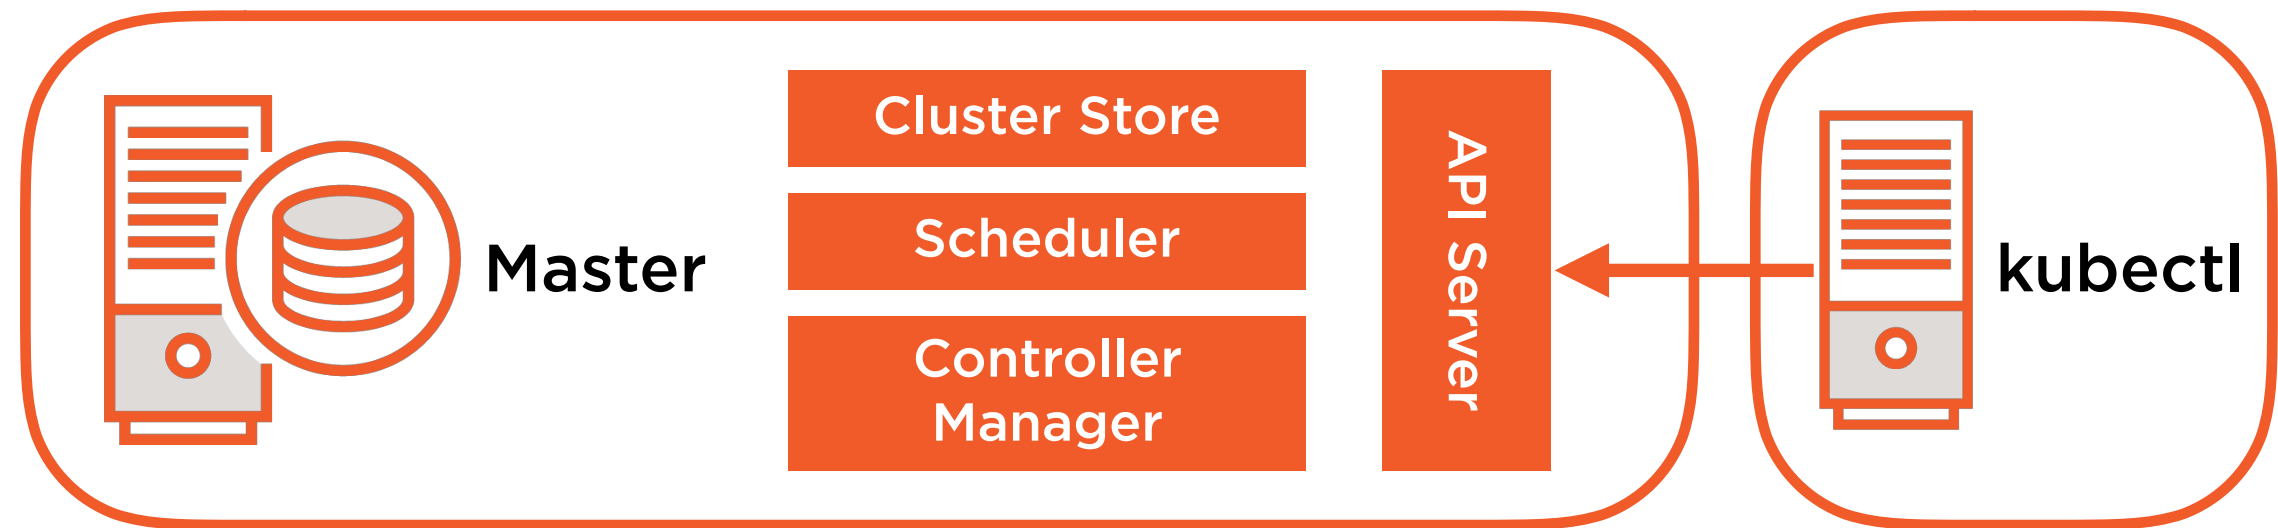 Master
Cluster Store
Scheduler
Controller
Manager
API Server
kubectl